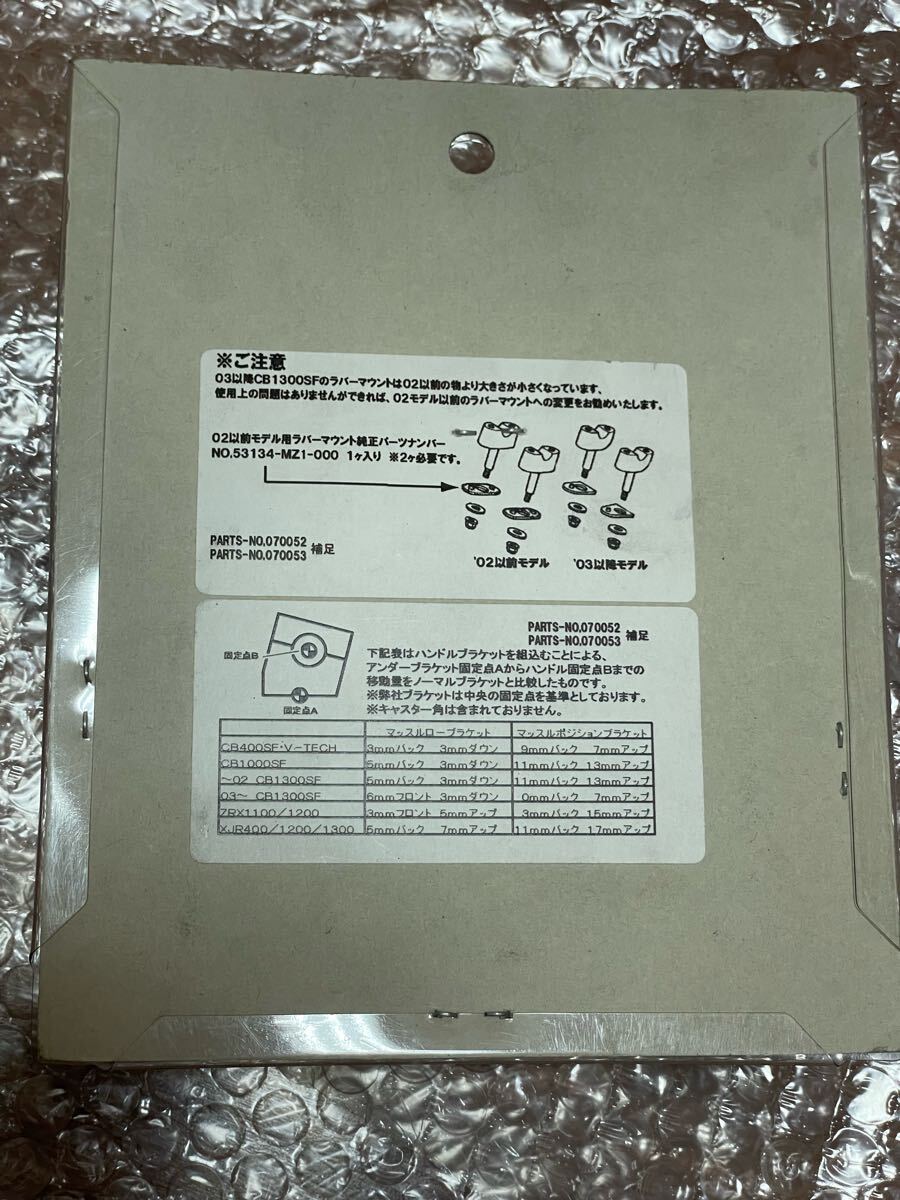 ※ご注意
03以降CB1300SFのラバーマウントは02以前の物より大きさが小さくなっています、
使用上の問題はありませんができれば、02モデル以前のラバーマウントへの変更をお勧めいたします。
02以前モデル用ラバーマウント純正パーツナンバー
NO,53134-MZ1-000 1ヶ入り ※2ヶ必要です。
PARTS-NO,070052
PARTS-NO,070053 補足
'02以前モデル '03以降モデル
PARTS-NO,070052
PARTS-NO,070053 補足
固定点B
固定点A
下記表はハンドルブラケットを組込むことによる、
アンダーブラケット固定点Aからハンドル固定点Bまでの
移動量をノーマルブラケットと比較したものです。
※弊社ブラケットは中央の固定点を基準としております。
※キャスター角は含まれておりません。
マッスルローブラケット マッスルポジションブラケット
CB400SF・V-TECH 3mmバック 3mmダウン 9mmバック 7mmアップ
CB1000SF 5mmバック 3mmダウン 11mmバック 13mmアップ
～02 CB1300SF 5mmバック 3mmダウン 11mmバック 13mmアップ
03～ CB1300SF 6mmフロント 3mmダウン 0mmバック 7mmアップ
ZRX1100/1200 3mmフロント 5mmアップ 3mmバック 15mmアップ
XJR400/1200/1300 5mmバック 7mmアップ 11mmバック 17mmアップ